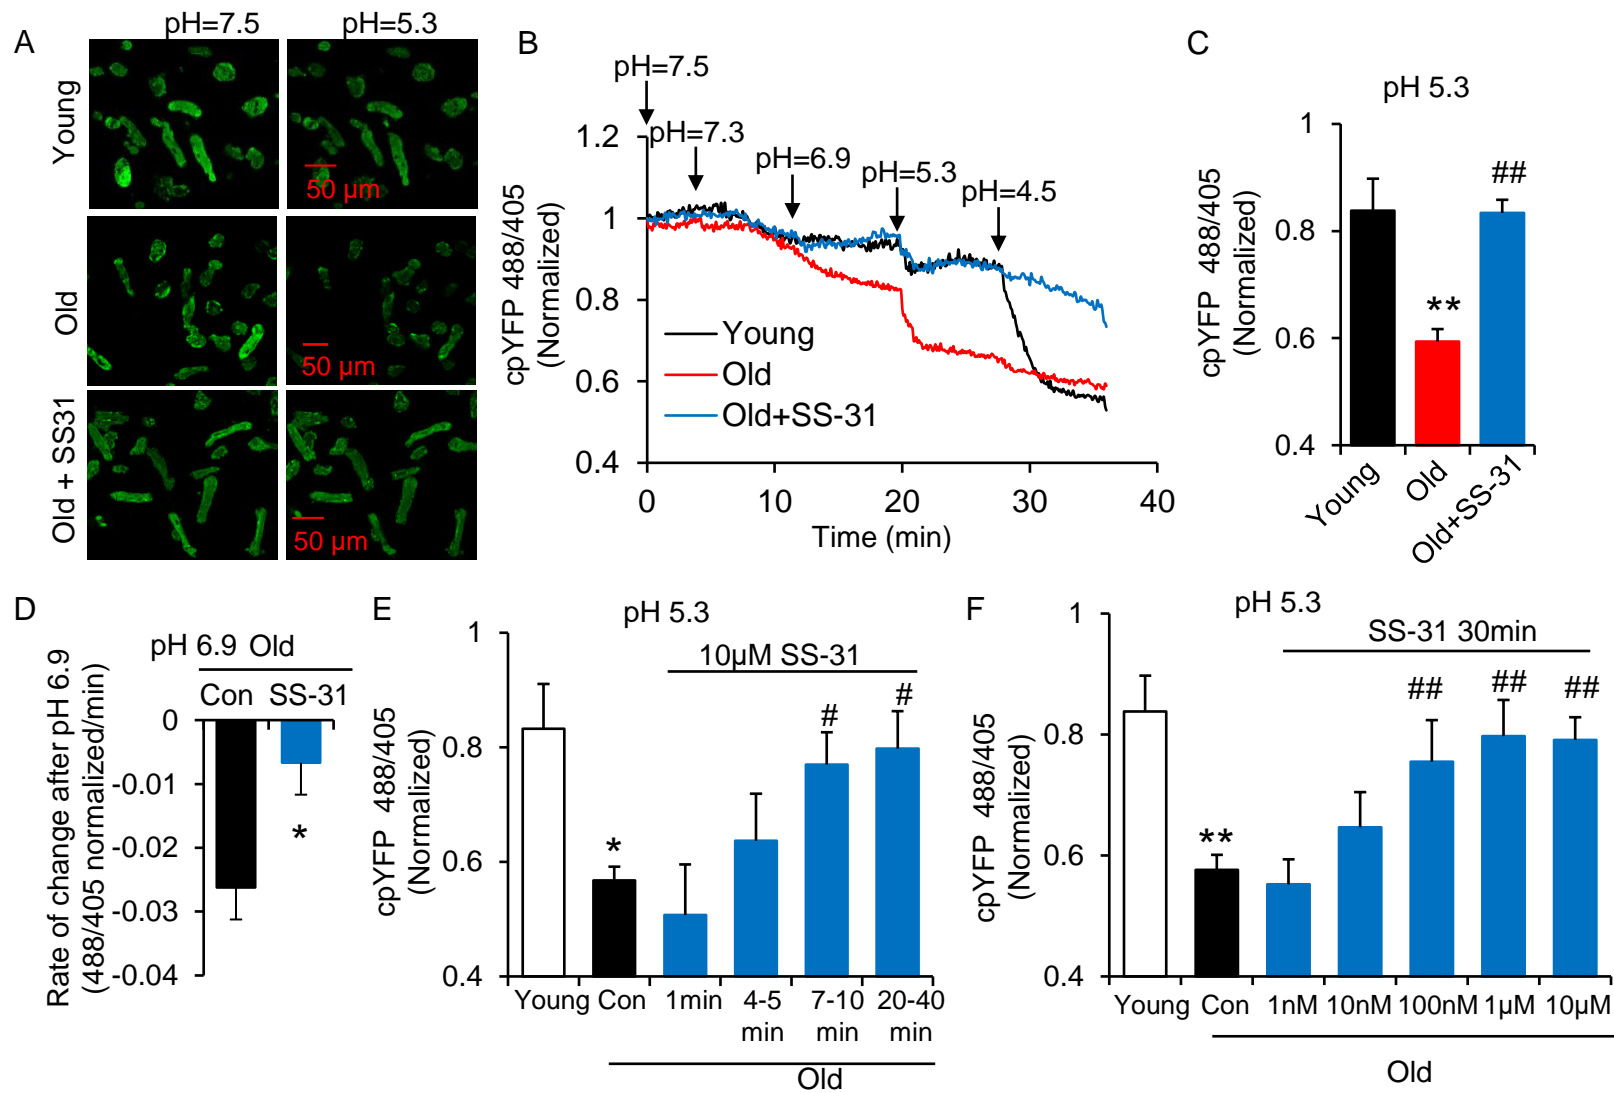 A
pH=7.5
pH=5.3
Young
50 µm
Old
50 µm
Old + SS31
50 µm
B
pH=7.5
pH=7.3
pH=6.9
pH=5.3
pH=4.5
cpYFP 488/405
(Normalized)
1.2
1
0.8
0.6
0.4
Young
Old
Old+SS-31
0
10
20
30
40
Time (min)
C
pH 5.3
cpYFP 488/405
(Normalized)
1
0.8
0.6
0.4
**
##
Young
Old
Old+SS-31
D
pH 6.9 Old
Con
SS-31
Rate of change after pH 6.9
(488/405 normalized/min)
0
-0.01
-0.02
-0.03
-0.04
*
E
pH 5.3
10µM SS-31
cpYFP 488/405
(Normalized)
1
0.8
0.6
0.4
*
#
#
Young
Con
1min
4-5
min
7-10
min
20-40
min
Old
F
pH 5.3
SS-31 30min
cpYFP 488/405
(Normalized)
1
0.8
0.6
0.4
**
##
##
##
Young
Con
1nM
10nM
100nM
1µM
10µM
Old